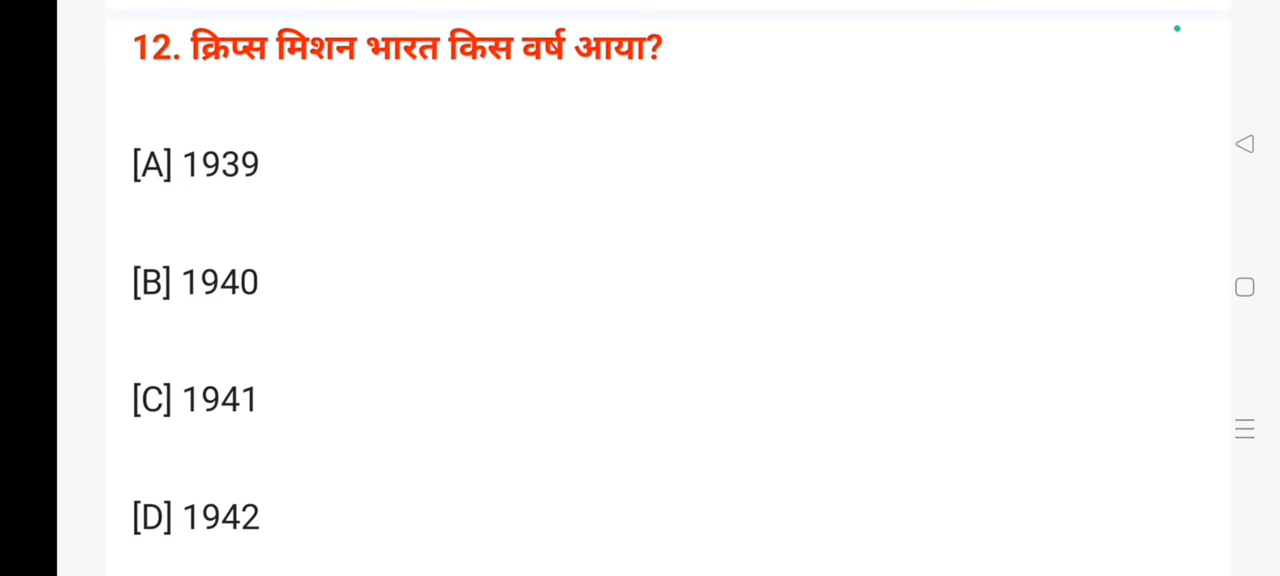 12. क्रिप्स मिशन भारत किस वर्ष आया?
[A] 1939
[B] 1940
[C] 1941
[D] 1942